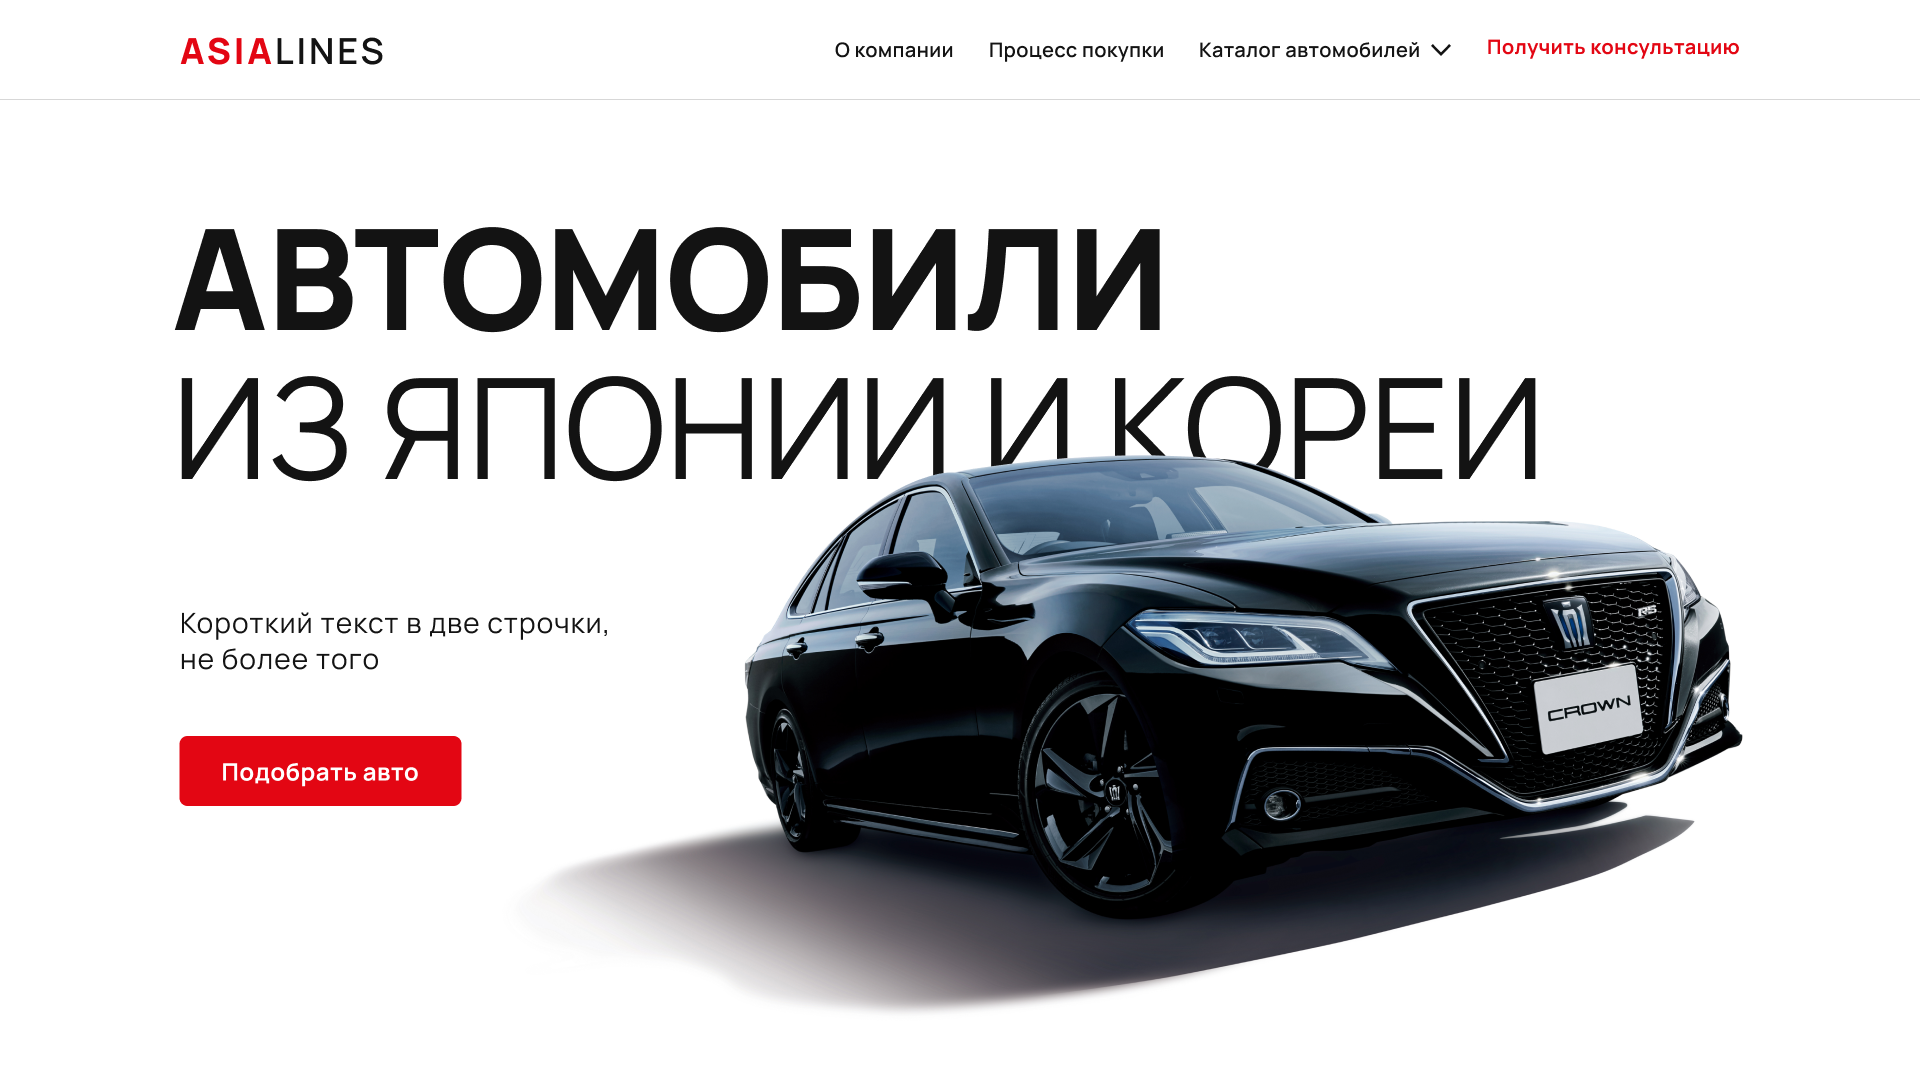 ASIALINES
О компании
Процесс покупки
Каталог автомобилей
Получить консультацию
АВТОМОБИЛИ
ИЗ ЯПОНИИ И КОРЕИ
Короткий текст в две строчки,
не более того
Подобрать авто
RS
CROWN